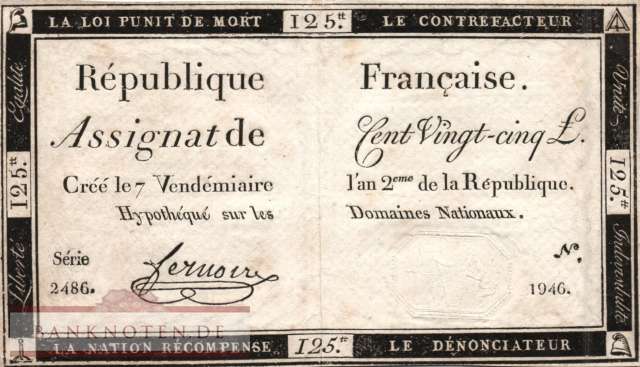 LA LOI PUNIT DE MORT 125.tt LE CONTREFACTEUR
Égalité
Unité
République Française.
Assignat de Cent Vingt-cinq £.
Créé le 7 Vendémiaire l'an 2eme de la République.
Hypothéqué sur les Domaines Nationaux.
125.tt
125.tt
Liberté
Indivisibilité
Série
2486.
N.
1946.
BANKNOTEN.DE
LA NATION RÉCOMPENSE 125.tt LE DÉNONCIATEUR